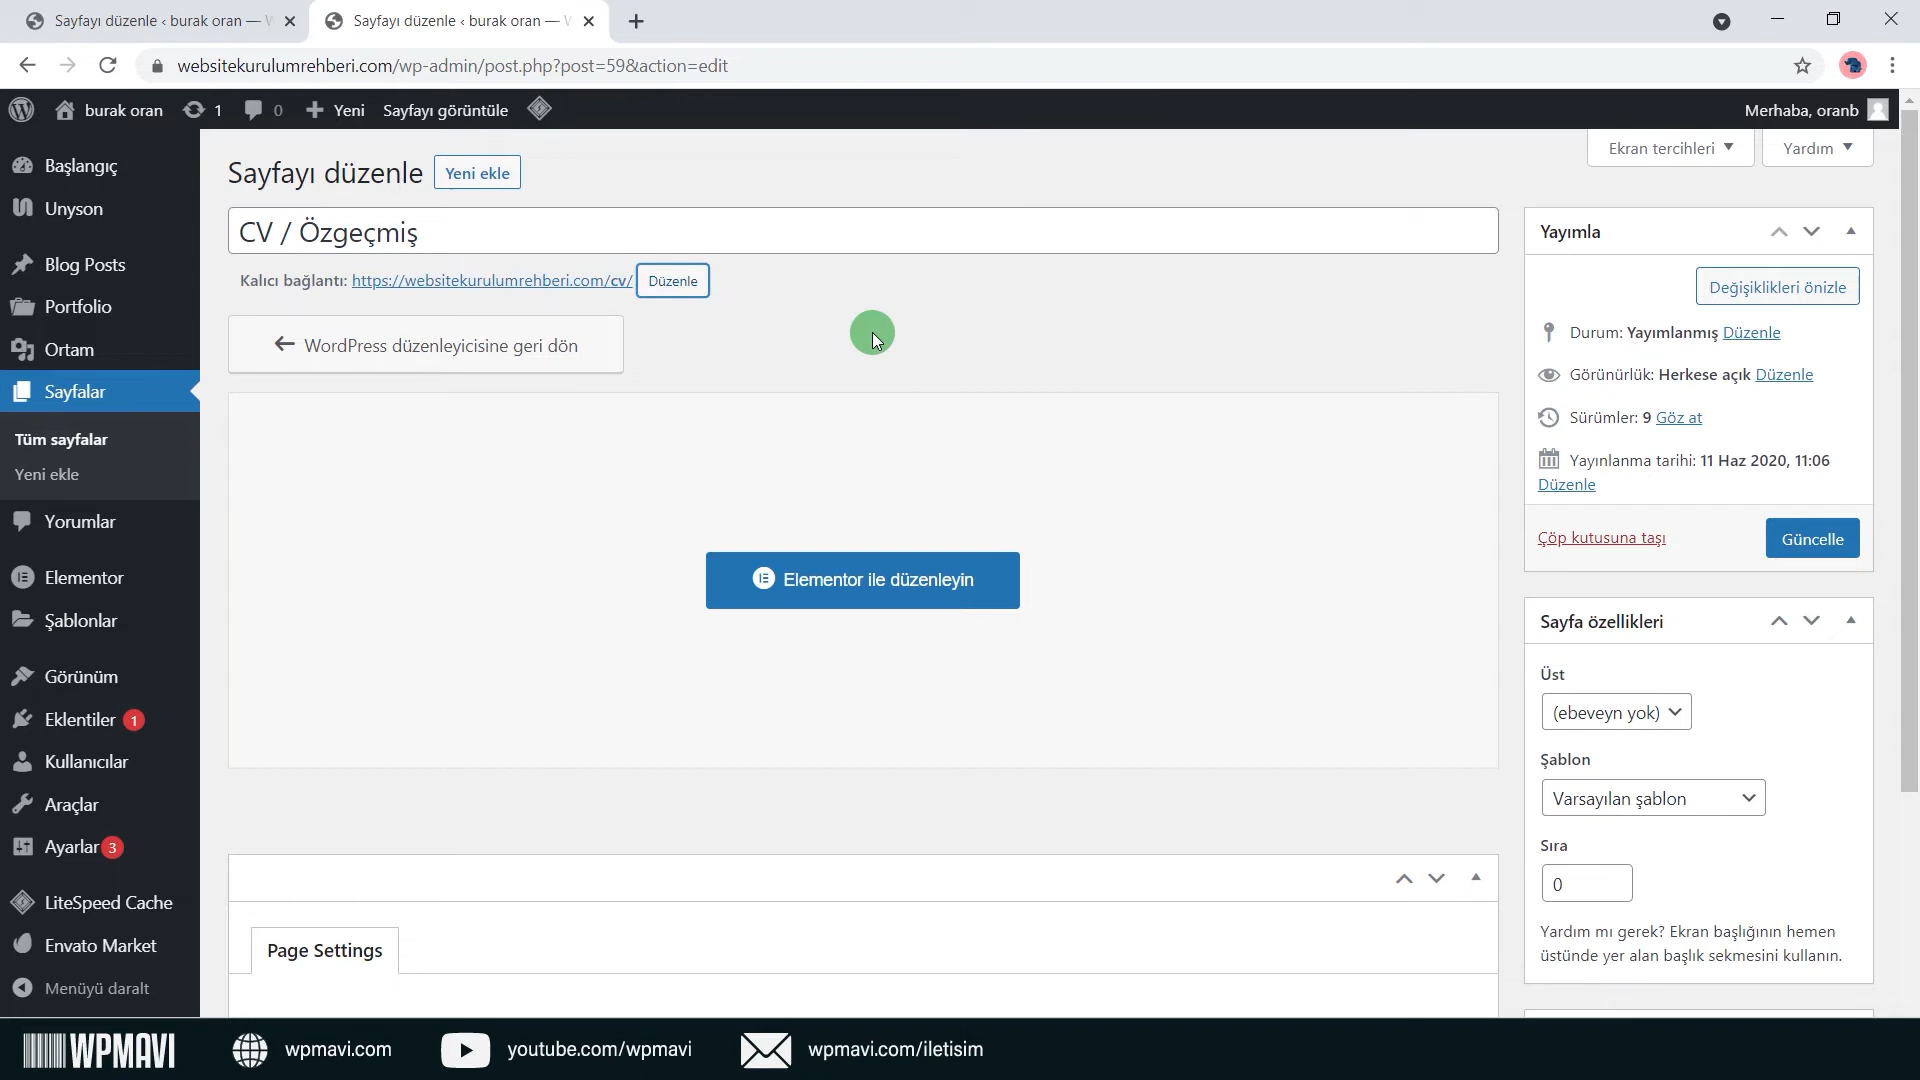 Sayfayı düzenle ‹ burak oran —
Sayfayı düzenle ‹ burak oran —
websitekurulumrehberi.com/wp-admin/post.php?post=59&action=edit
burak oran
1
0
Yeni
Sayfayı görüntüle
Merhaba, oranb
Ekran tercihleri
Yardım
Başlangıç
Unyson
Blog Posts
Portfolio
Ortam
Sayfalar
Tüm sayfalar
Yeni ekle
Yorumlar
Elementor
Şablonlar
Görünüm
Eklentiler 1
Kullanıcılar
Araçlar
Ayarlar 3
LiteSpeed Cache
Envato Market
Menüyü daralt
Sayfayı düzenle
Yeni ekle
CV / Özgeçmiş
Kalıcı bağlantı: https://websitekurulumrehberi.com/cv/ Düzenle
← WordPress düzenleyicisine geri dön
Elementor ile düzenleyin
Page Settings
Yayımla
Değişiklikleri önizle
Durum: Yayımlanmış Düzenle
Görünürlük: Herkese açık Düzenle
Sürümler: 9 Göz at
Yayınlanma tarihi: 11 Haz 2020, 11:06
Düzenle
Çöp kutusuna taşı
Güncelle
Sayfa özellikleri
Üst
(ebeveyn yok)
Şablon
Varsayılan şablon
Sıra
0
Yardım mı gerek? Ekran başlığının hemen
üstünde yer alan başlık sekmesini kullanın.
WPMAVI
wpmavi.com
youtube.com/wpmavi
wpmavi.com/iletisim